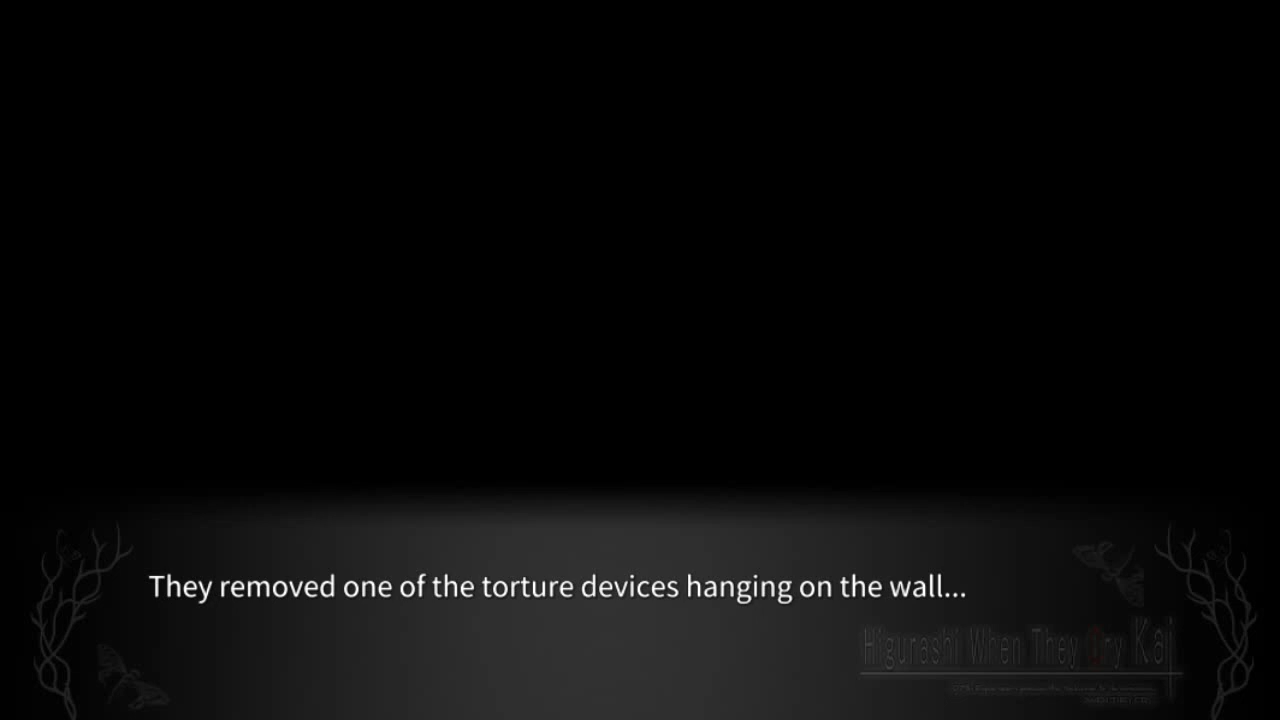 They removed one of the torture devices hanging on the wall...
Higurashi When They Cry Kai